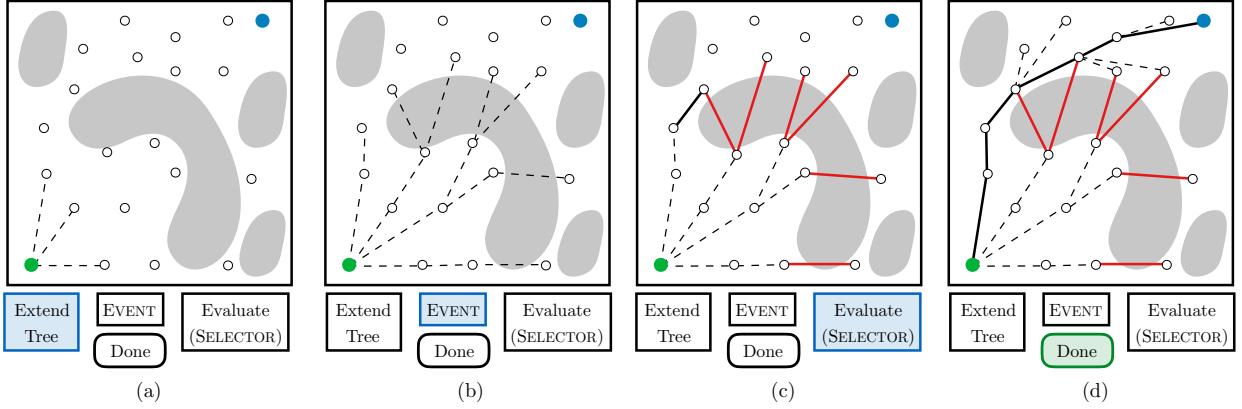 Extend
Tree
EVENT
Done
Evaluate
(SELECTOR)
(a)
Extend
Tree
EVENT
Done
Evaluate
(SELECTOR)
(b)
Extend
Tree
EVENT
Done
Evaluate
(SELECTOR)
(c)
Extend
Tree
EVENT
Done
Evaluate
(SELECTOR)
(d)